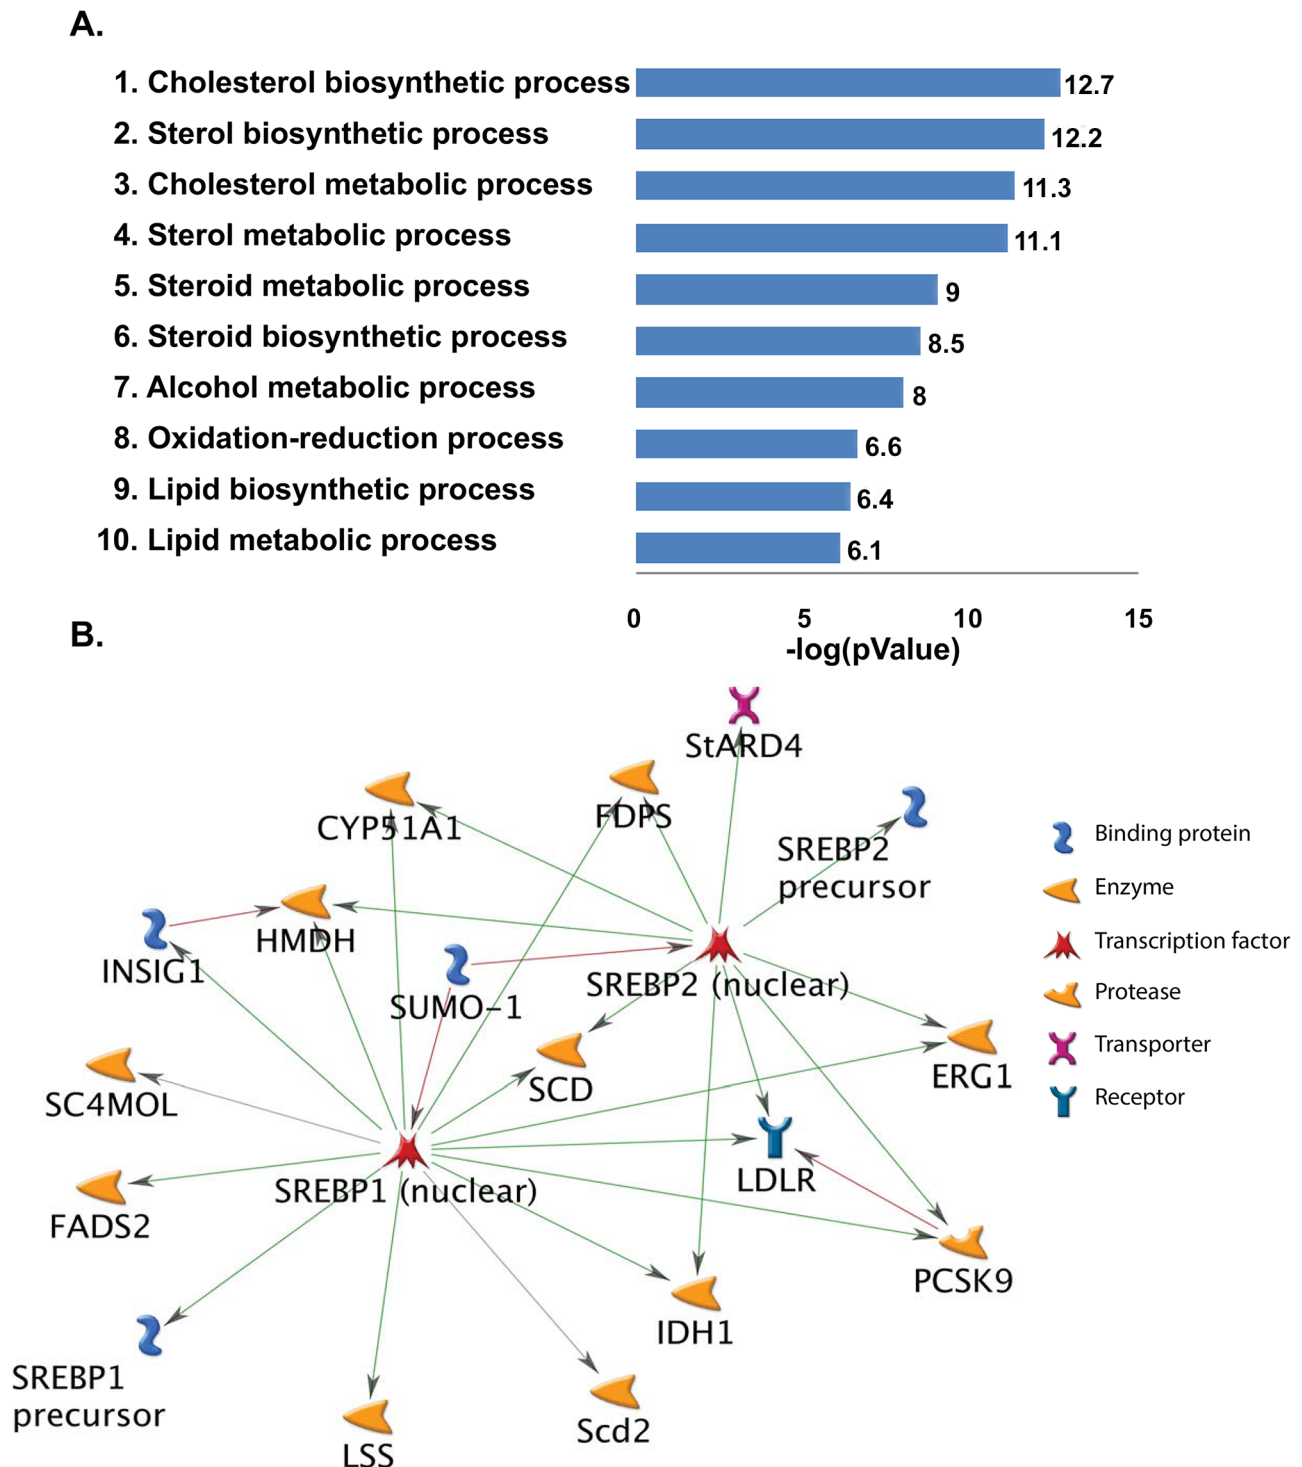 A.
1. Cholesterol biosynthetic process 12.7
2. Sterol biosynthetic process 12.2
3. Cholesterol metabolic process 11.3
4. Sterol metabolic process 11.1
5. Steroid metabolic process 9
6. Steroid biosynthetic process 8.5
7. Alcohol metabolic process 8
8. Oxidation-reduction process 6.6
9. Lipid biosynthetic process 6.4
10. Lipid metabolic process 6.1
0 5 10 15
-log(pValue)
B.
StARD4
FDPS
CYP51A1
SREBP2
precursor
HMDH
INSIG1
SUMO-1
SREBP2 (nuclear)
SCD
ERG1
SC4MOL
LDLR
SREBP1 (nuclear)
FADS2
PCSK9
IDH1
SREBP1
precursor
Scd2
LSS
Binding protein
Enzyme
Transcription factor
Protease
Transporter
Receptor